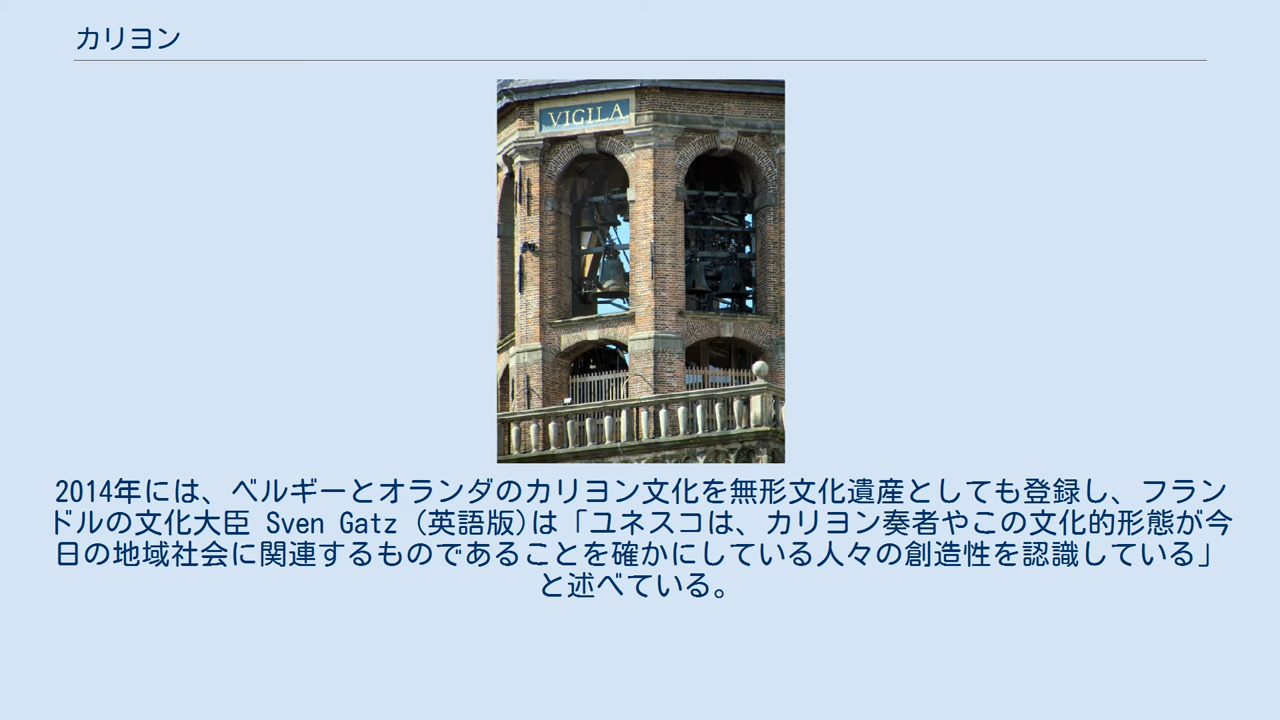 カリヨン
VIGILA
2014年には、ベルギーとオランダのカリヨン文化を無形文化遺産としても登録し、フラン
ドルの文化大臣 Sven Gatz (英語版)は「ユネスコは、カリヨン奏者やこの文化的形態が今
日の地域社会に関連するものであることを確かにしている人々の創造性を認識している」
と述べている。